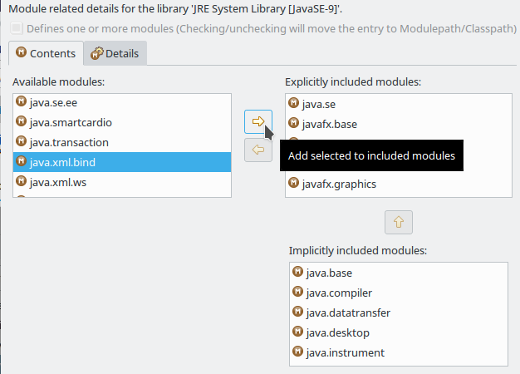 Module related details for the library 'JRE System Library [JavaSE-9]'.
Defines one or more modules (Checking/unchecking will move the entry to Modulepath/Classpath)
Contents
Details
Available modules:
java.se.ee
java.smartcardio
java.transaction
java.xml.bind
java.xml.ws
Explicitly included modules:
java.se
javafx.base
Add selected to included modules
javafx.graphics
Implicitly included modules:
java.base
java.compiler
java.datatransfer
java.desktop
java.instrument